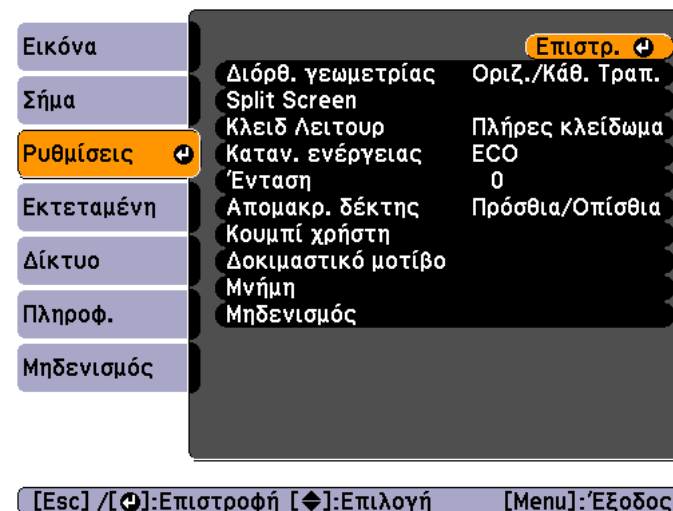 Εικόνα
Σήμα
Ρυθμίσεις
Εκτεταμένη
Δίκτυο
Πληροφ.
Μηδενισμός
Επιστρ.
Διόρθ. γεωμετρίας Οριζ./Κάθ. Τραπ.
Split Screen
Κλειδ Λειτουρ Πλήρες κλείδωμα
Καταν. ενέργειας ECO
Ένταση 0
Απομακρ. δέκτης Πρόσθια/Οπίσθια
Κουμπί χρήστη
Δοκιμαστικό μοτίβο
Μνήμη
Μηδενισμός
[Esc] /[⏎]:Επιστροφή [◆]:Επιλογή [Menu]:Έξοδος